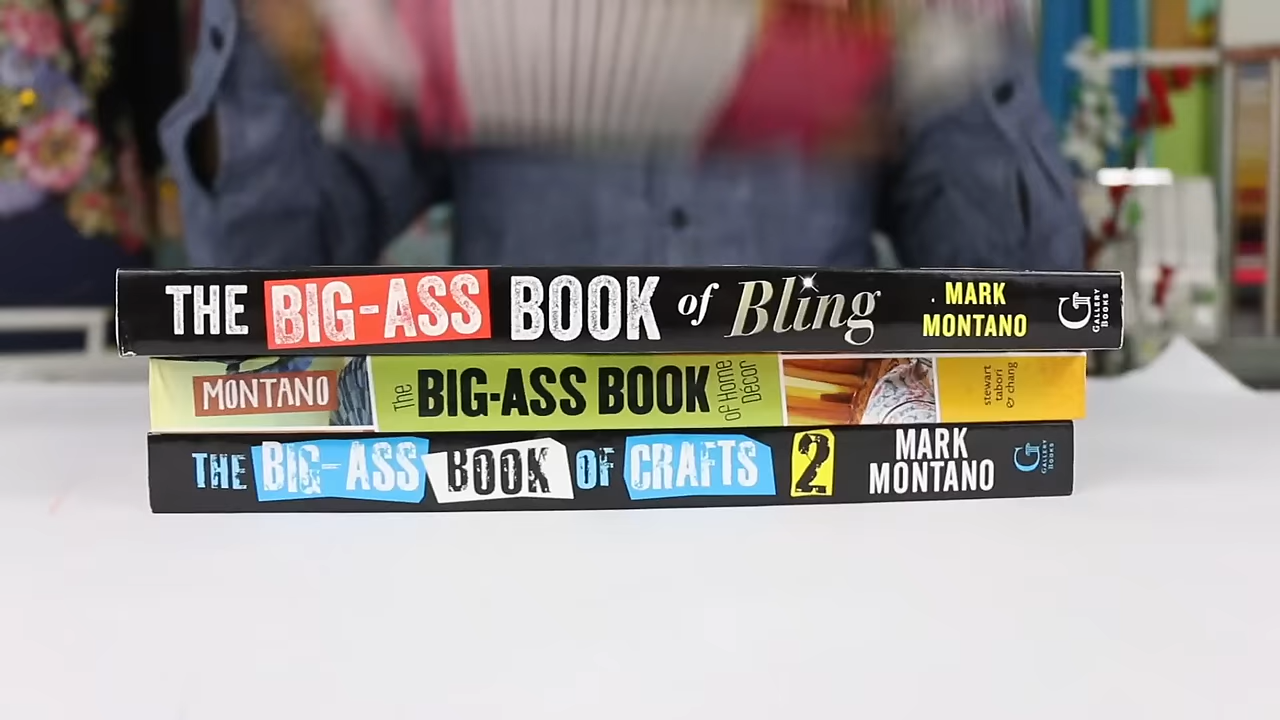 THE BIG-ASS BOOK of Bling MARK MONTANO G GALLERY BOOKS
MONTANO The BIG-ASS BOOK of Home Decor stewart tabori & chang
THE BIG-ASS BOOK OF CRAFTS 2 MARK MONTANO G GALLERY BOOKS